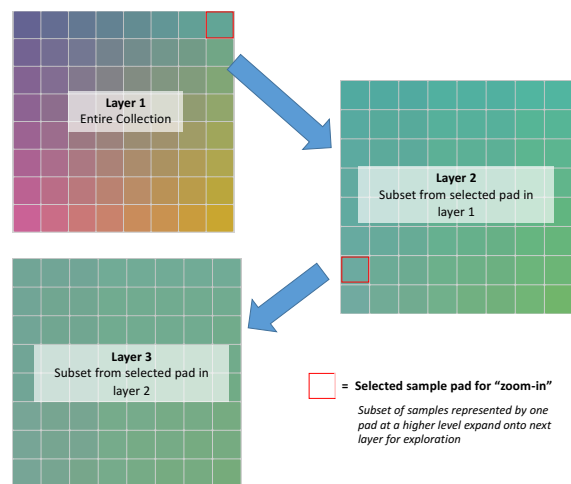 Layer 1
Entire Collection
Layer 2
Subset from selected pad in
layer 1
Layer 3
Subset from selected pad in
layer 2
= Selected sample pad for “zoom-in”
Subset of samples represented by one
pad at a higher level expand onto next
layer for exploration